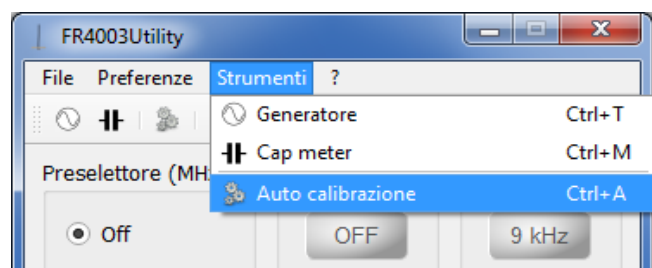 FR4003Utility
File Preferenze Strumenti ?
Generatore Ctrl+T
Cap meter Ctrl+M
Preselettore (MH
Auto calibrazione Ctrl+A
Off OFF 9 kHz